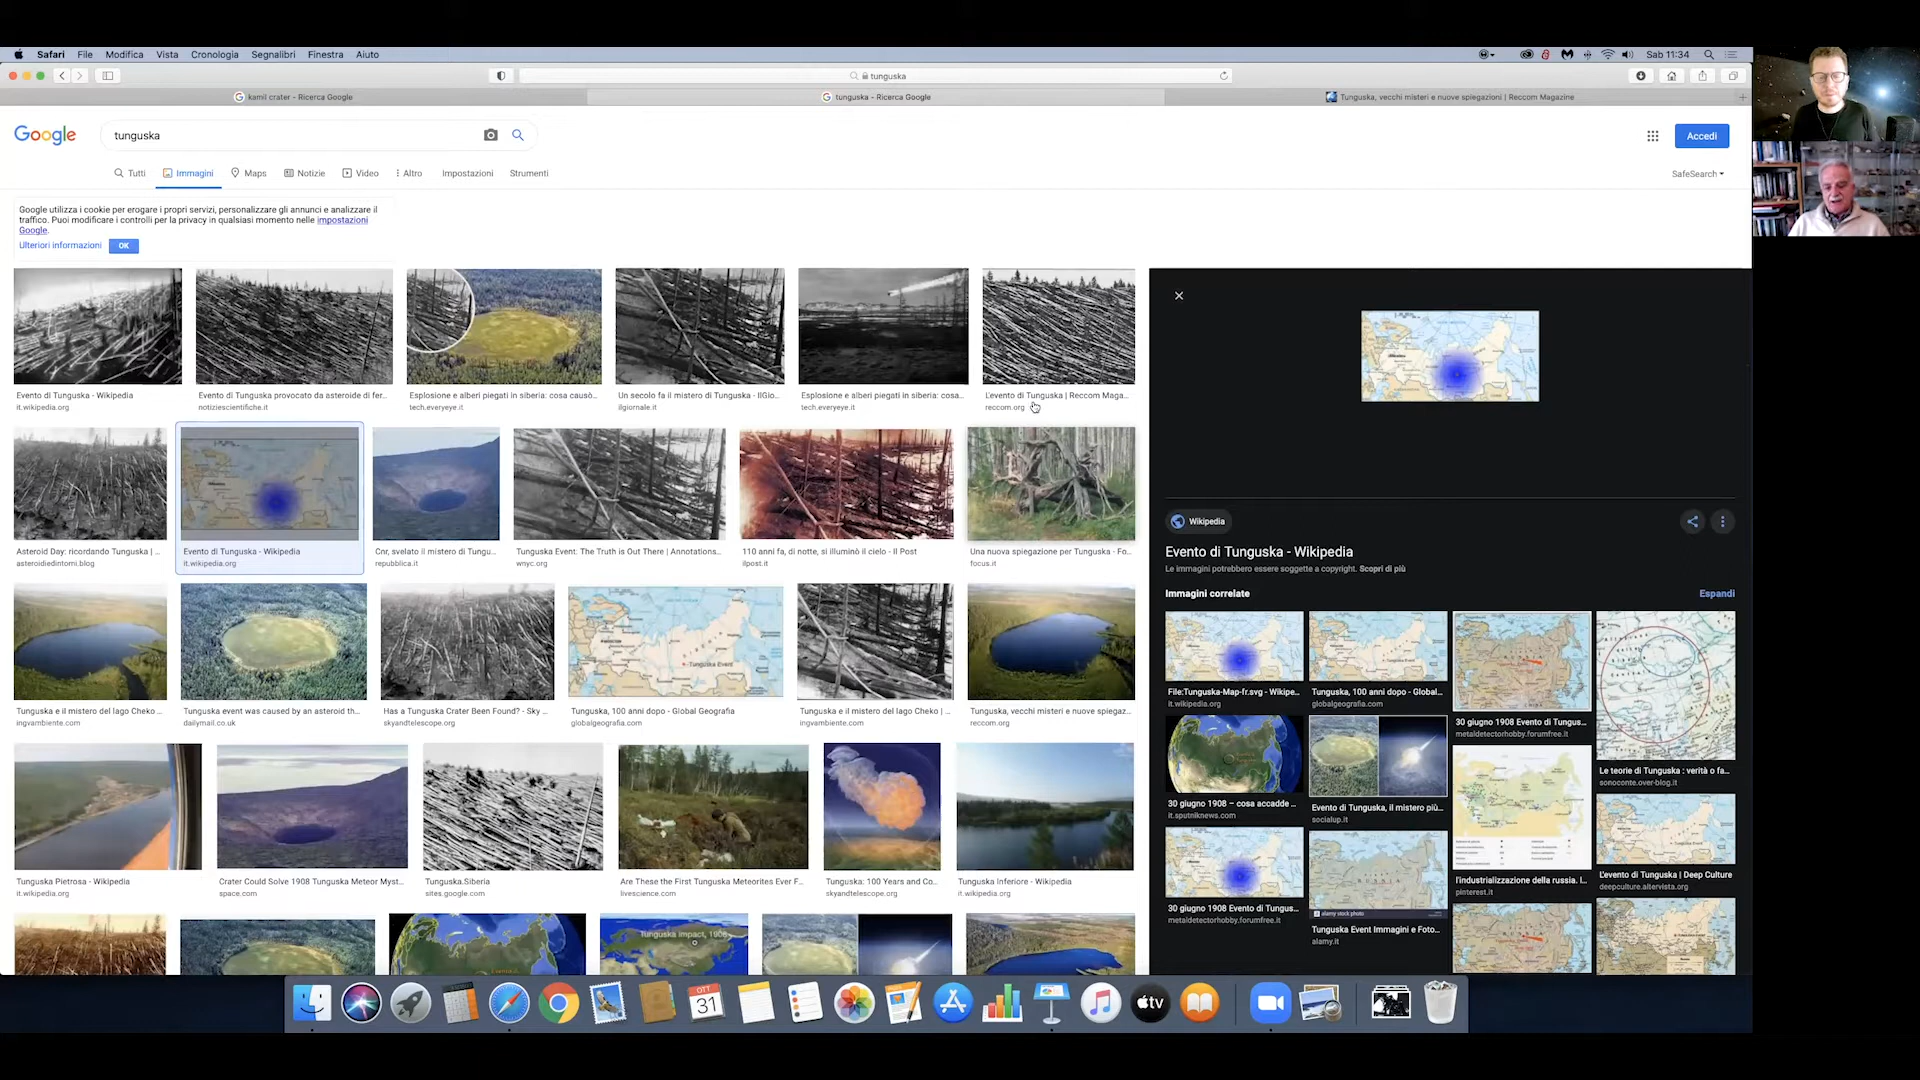 Safari File Modifica Vista Cronologia Segnalibri Finestra Aiuto
Sab 11:34
tunguska
kamil crater - Ricerca Google
tunguska - Ricerca Google
Tunguska, vecchi misteri e nuove spiegazioni | Reccom Magazine
Google
tunguska
Accedi
Tutti Immagini Maps Notizie Video Altro Impostazioni Strumenti
SafeSearch
Google utilizza i cookie per erogare i propri servizi, personalizzare gli annunci e analizzare il
traffico. Puoi modificare i controlli per la privacy in qualsiasi momento nelle impostazioni
Google.
Ulteriori informazioni OK
Evento di Tunguska - Wikipedia
it.wikipedia.org
Evento di Tunguska provocato da asteroide di fer...
notiziescientifiche.it
Esplosione e alberi piegati in siberia: cosa causò...
tech.everyeye.it
Un secolo fa il mistero di Tunguska - IlGio...
ilgiornale.it
Esplosione e alberi piegati in siberia: cosa...
tech.everyeye.it
L'evento di Tunguska | Reccom Maga...
reccom.org
Asteroid Day: ricordando Tunguska | ...
asteroidiedintorni.blog
Evento di Tunguska - Wikipedia
it.wikipedia.org
Cnr, svelato il mistero di Tungu...
repubblica.it
Tunguska Event: The Truth is Out There | Annotations...
wnyc.org
110 anni fa, di notte, si illuminò il cielo - Il Post
ilpost.it
Una nuova spiegazione per Tunguska - Fo...
focus.it
Tunguska e il mistero del lago Cheko ...
ingvambiente.com
Tunguska event was caused by an asteroid th...
dailymail.co.uk
Has a Tunguska Crater Been Found? - Sky ...
skyandtelescope.org
Tunguska Event
Tunguska, 100 anni dopo - Global Geografia
globalgeografia.com
Tunguska e il mistero del lago Cheko | ...
ingvambiente.com
Tunguska, vecchi misteri e nuove spiegaz...
reccom.org
Tunguska Pietrosa - Wikipedia
it.wikipedia.org
Crater Could Solve 1908 Tunguska Meteor Myst...
space.com
Tunguska.Siberia
sites.google.com
Are These the First Tunguska Meteorites Ever F...
livescience.com
Tunguska: 100 Years and Co...
skyandtelescope.org
Tunguska Inferiore - Wikipedia
it.wikipedia.org
Tunguska impact, 1908
Wikipedia
Evento di Tunguska - Wikipedia
Le immagini potrebbero essere soggette a copyright. Scopri di più
Immagini correlate
Espandi
File:Tunguska-Map-fr.svg - Wikipe...
it.wikipedia.org
Tunguska, 100 anni dopo - Global...
globalgeografia.com
30 giugno 1908 Evento di Tungus...
metaldetectorhobby.forumfree.it
Le teorie di Tunguska : verità o fa...
sonoconte.over-blog.it
30 giugno 1908 – cosa accadde ...
it.sputniknews.com
Evento di Tunguska, il mistero più...
socialup.it
l'industrializzazione della russia. l...
pinterest.it
L'evento di Tunguska | Deep Culture
deepculture.altervista.org
30 giugno 1908 Evento di Tungus...
metaldetectorhobby.forumfree.it
alamy stock photo
Tunguska Event Immagini e Foto...
alamy.it
OTT
31
tv